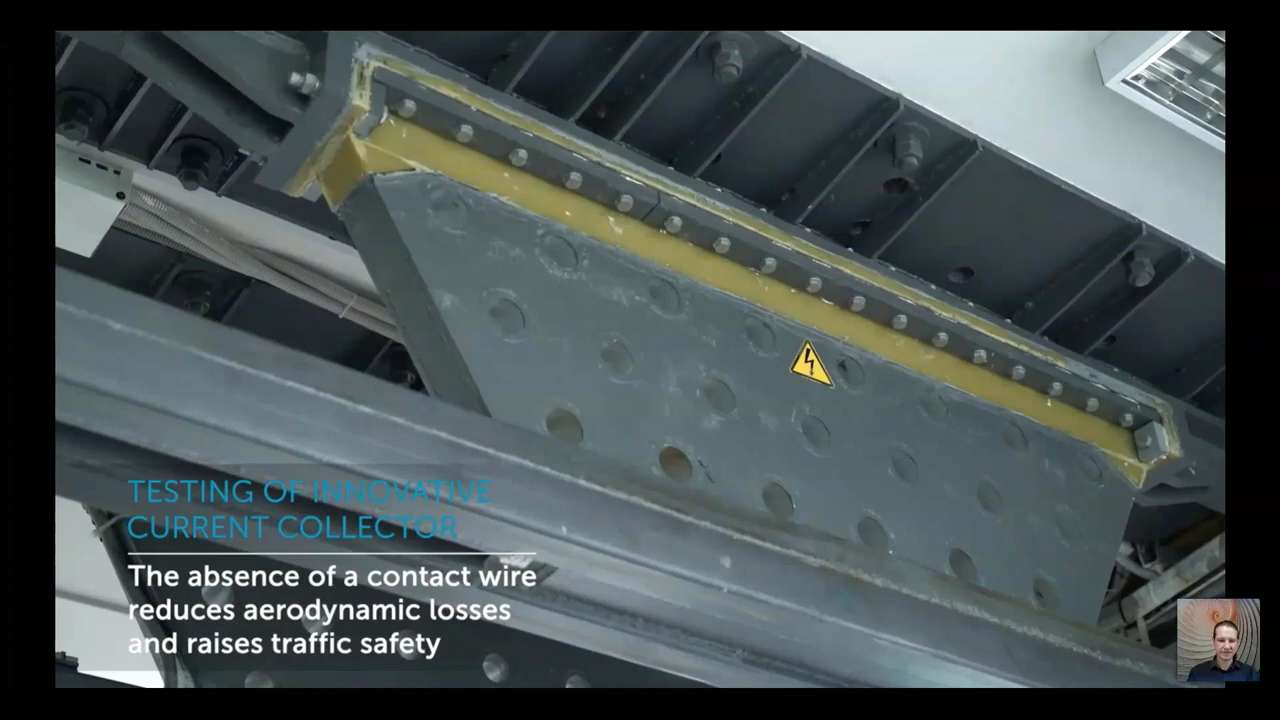 TESTING OF INNOVATIVE
CURRENT COLLECTOR
The absence of a contact wire
reduces aerodynamic losses
and raises traffic safety